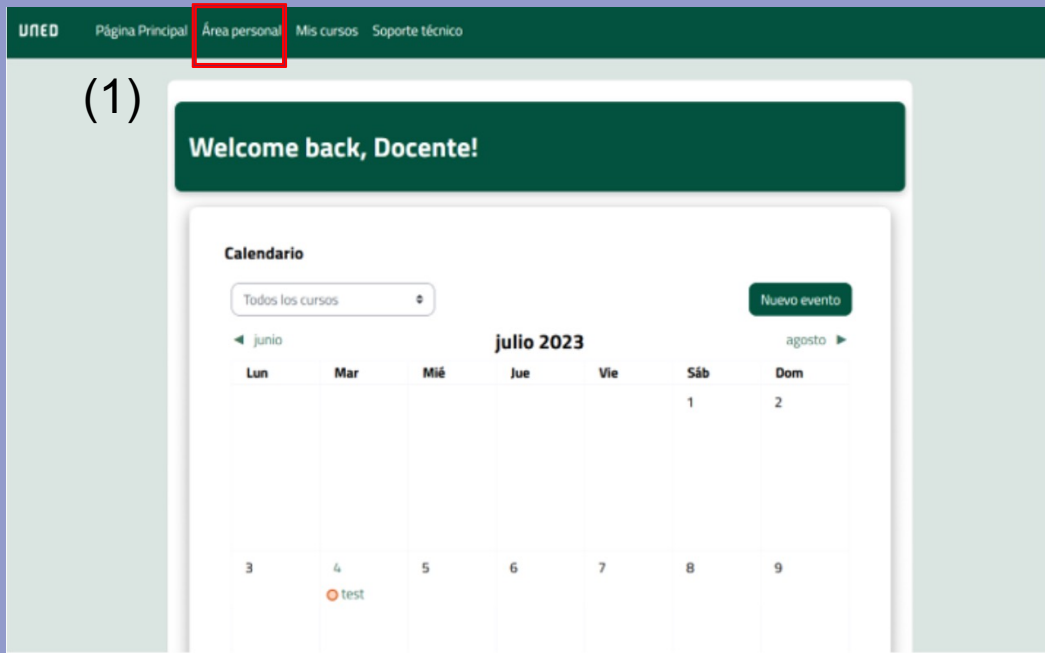 UNED Página Principal Área personal Mis cursos Soporte técnico
(1)
Welcome back, Docente!
Calendario
Todos los cursos Nuevo evento
◄ junio julio 2023 agosto ►
Lun Mar Mié Jue Vie Sáb Dom
1 2
3 4 5 6 7 8 9
test